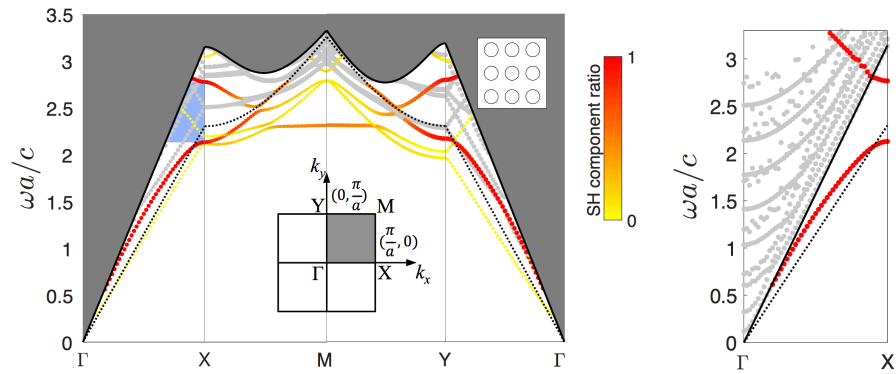 3.5
3
2.5
2
1.5
1
0.5
0
ωa/c
Γ
X
M
Y
Γ
k_y
(0, π/a)
Y
M
(π/a, 0)
Γ
X
k_x
SH component ratio
1
0
3
2.5
2
1.5
1
0.5
0
ωa/c
Γ
X